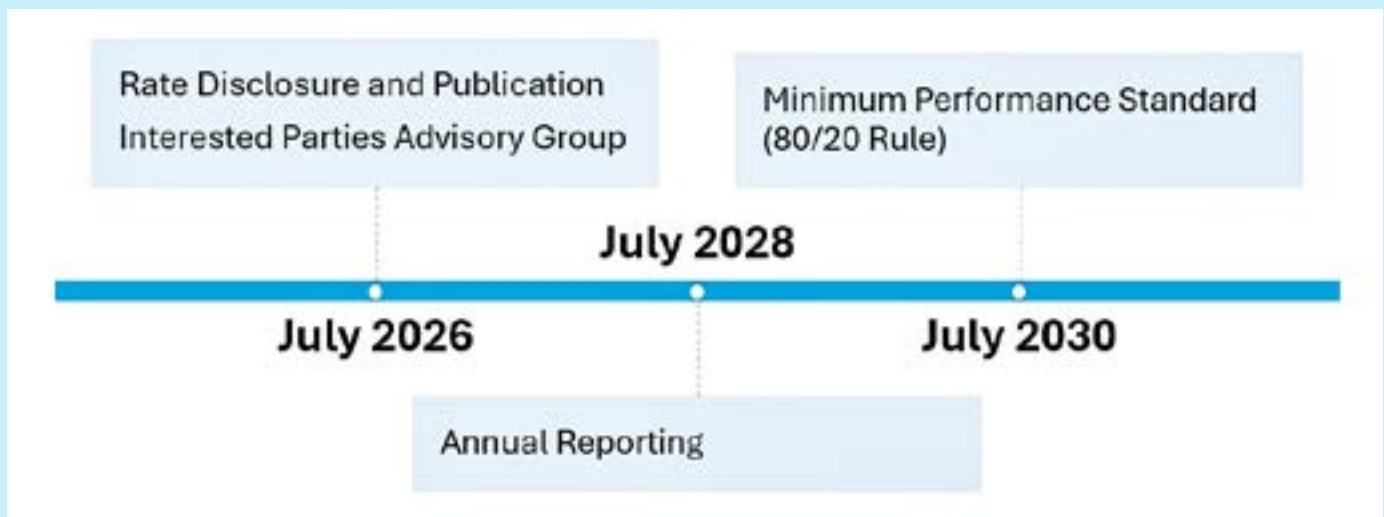 Rate Disclosure and Publication
Interested Parties Advisory Group
Minimum Performance Standard
(80/20 Rule)
July 2028
July 2026
July 2030
Annual Reporting